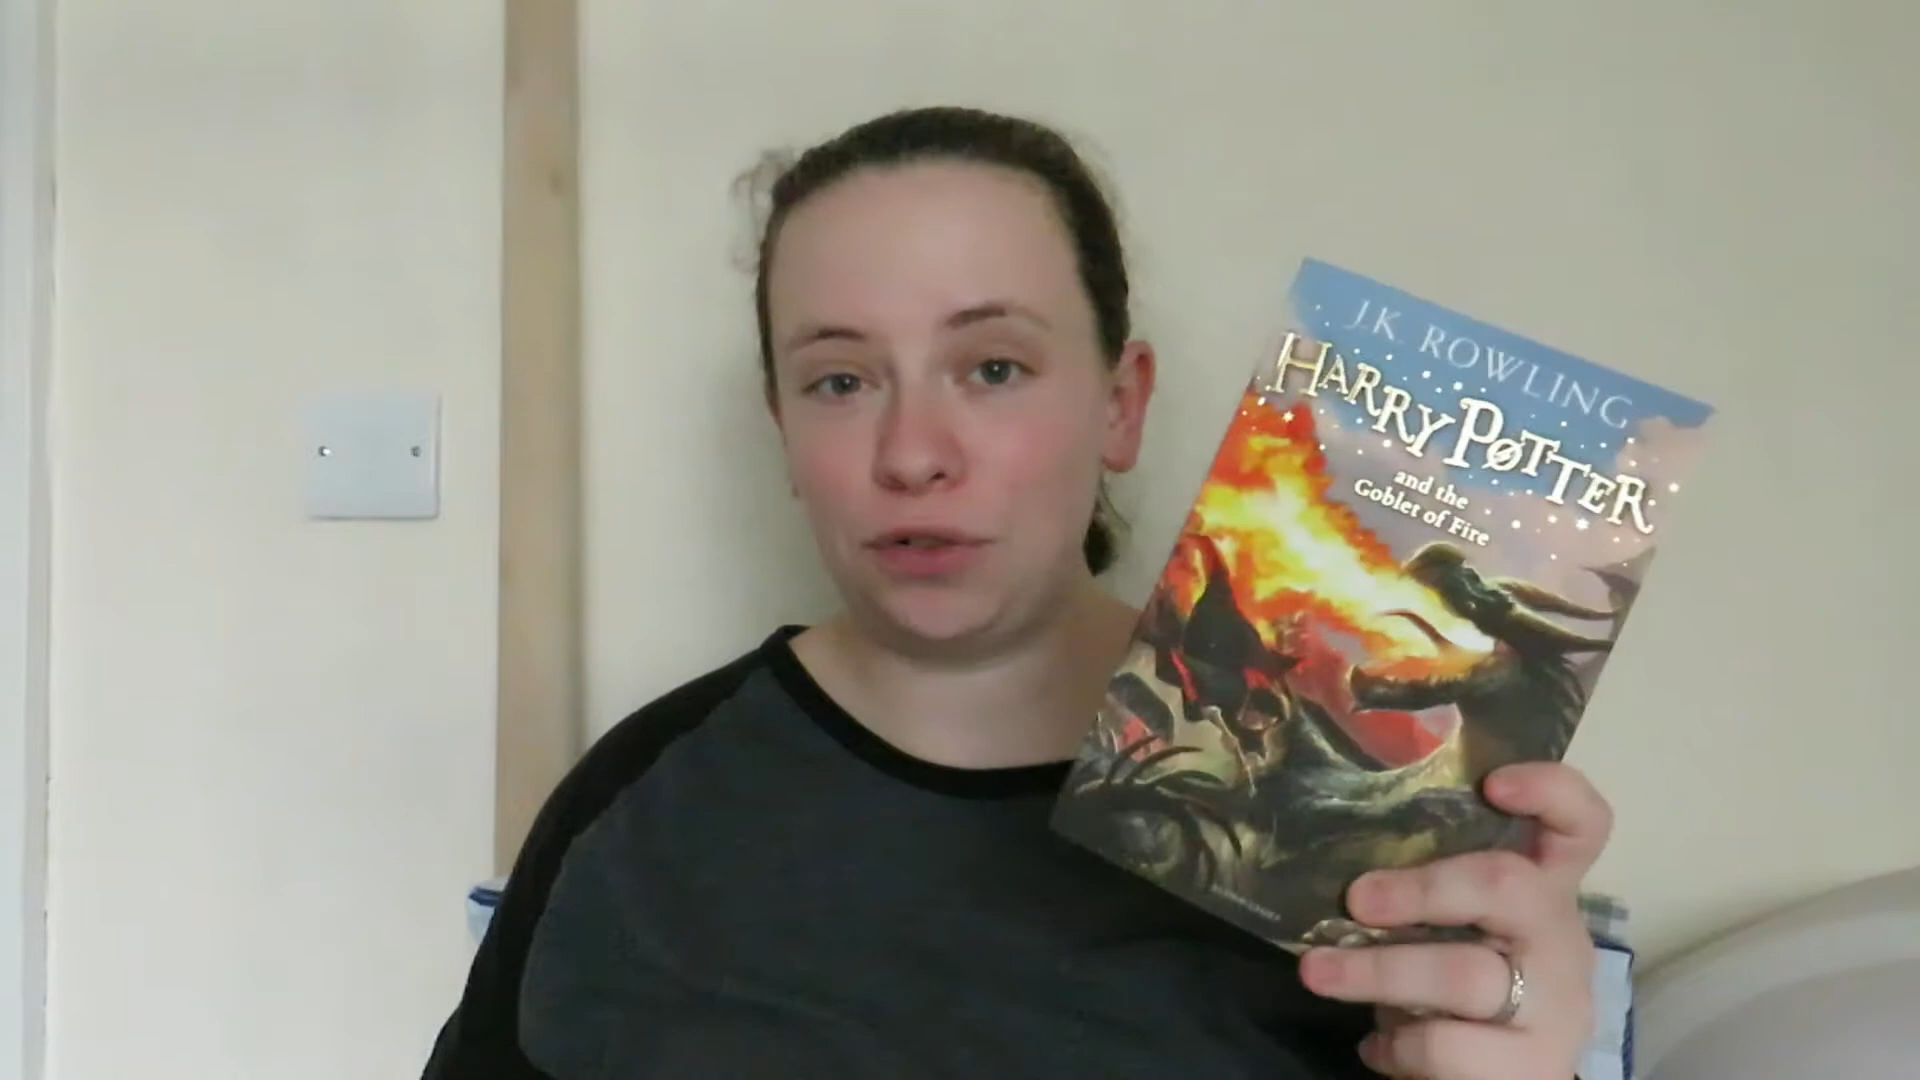 J.K. ROWLING
HARRY POTTER
and the
Goblet of Fire